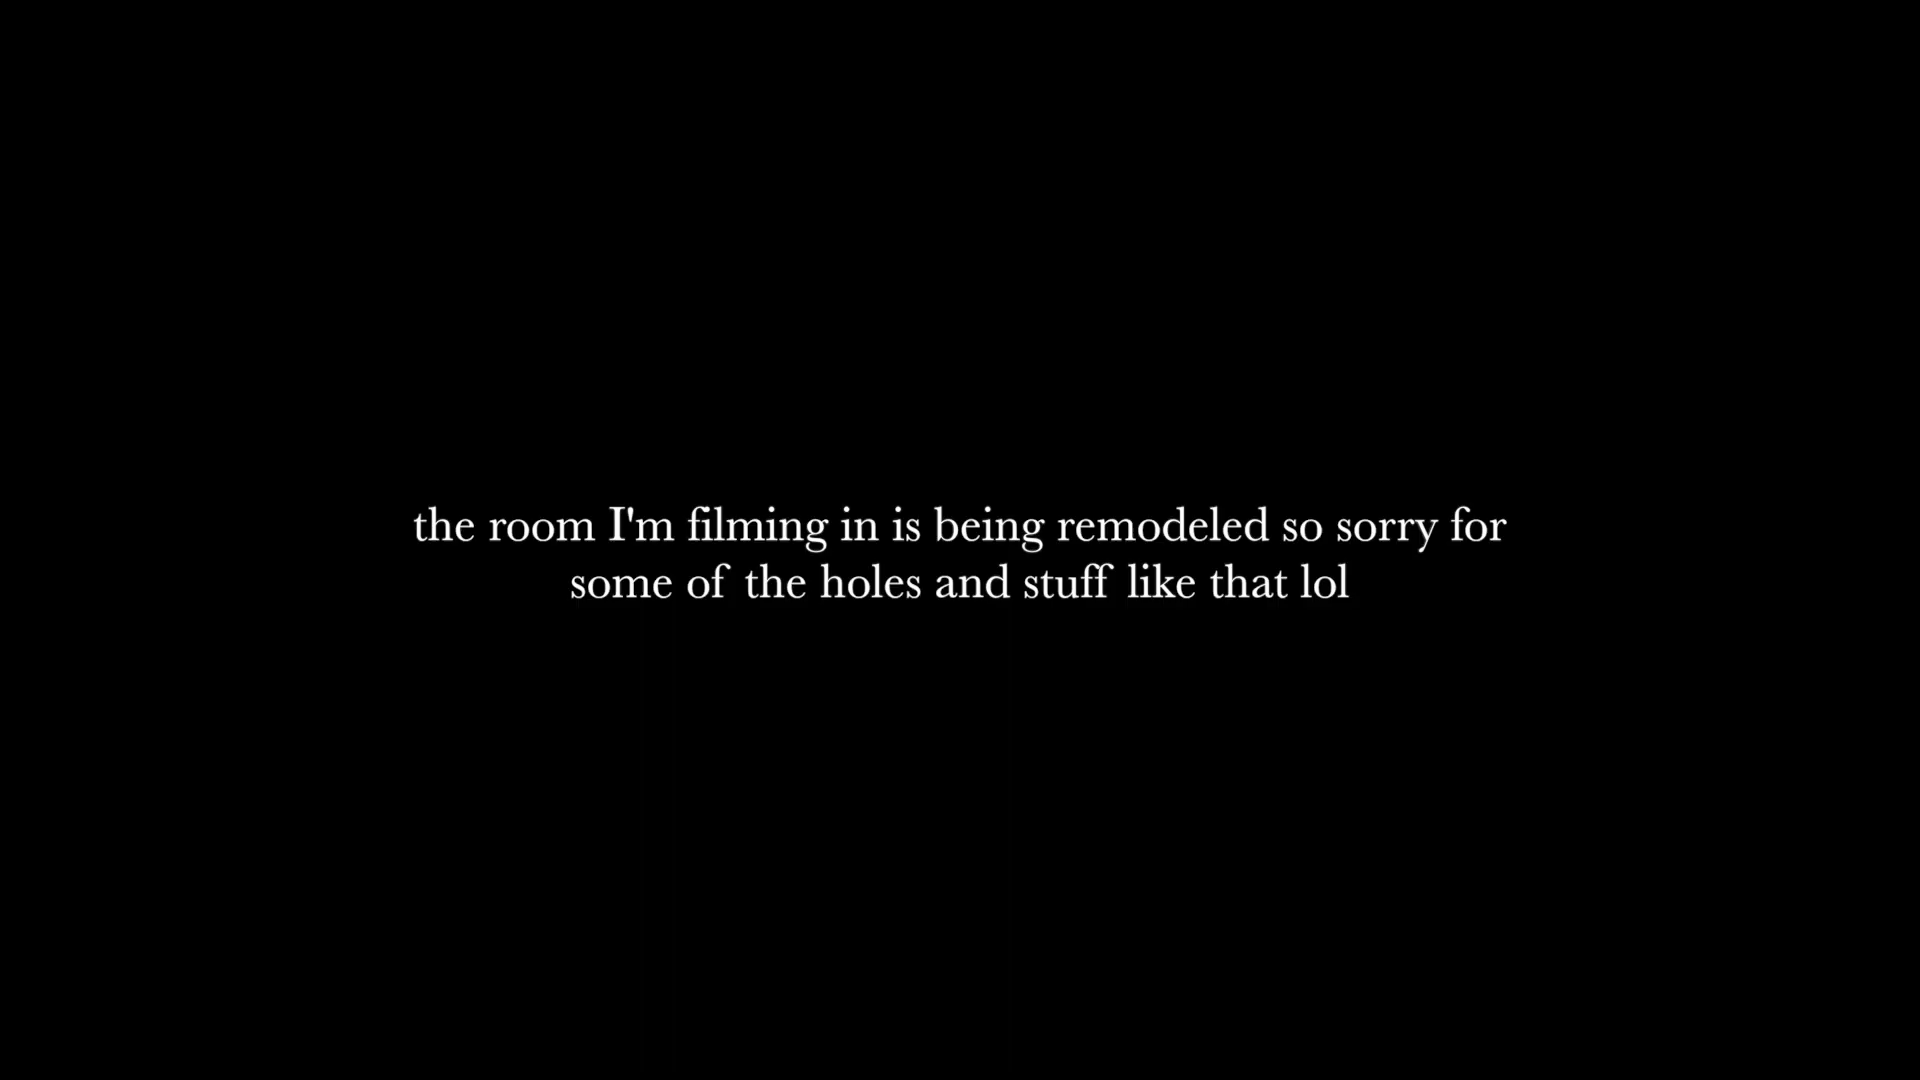 the room I'm filming in is being remodeled so sorry for
some of the holes and stuff like that lol